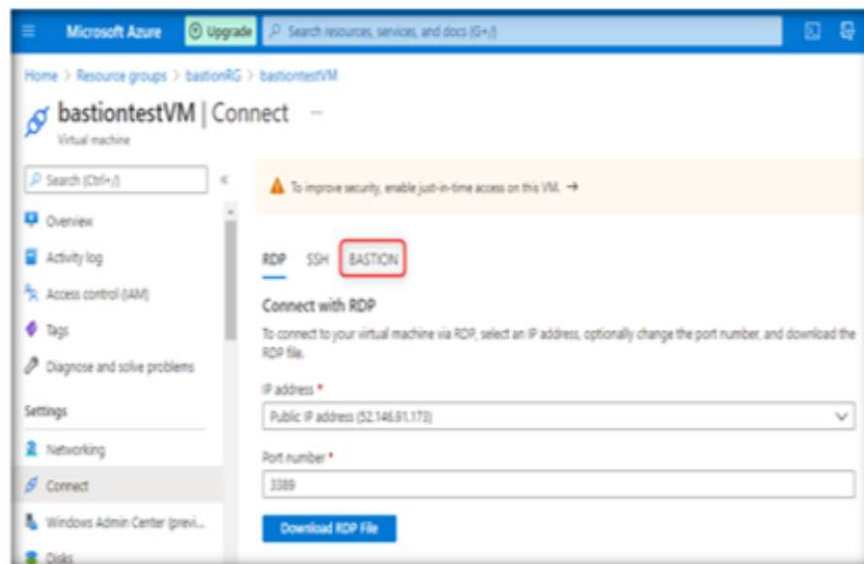 Microsoft Azure
Upgrade
Search resources, services, and docs (G+/)
Home > Resource groups > bastionRG > bastiontestVM
bastiontestVM | Connect ...
Virtual machine
Search (Ctrl+/)
«
Overview
Activity log
Access control (IAM)
Tags
Diagnose and solve problems
Settings
Networking
Connect
Windows Admin Center (previ...
Disks
To improve security, enable just-in-time access on this VM. →
RDP SSH BASTION
Connect with RDP
To connect to your virtual machine via RDP, select an IP address, optionally change the port number, and download the
RDP file.
IP address *
Public IP address (52.146.91.173)
Port number *
3389
Download RDP File